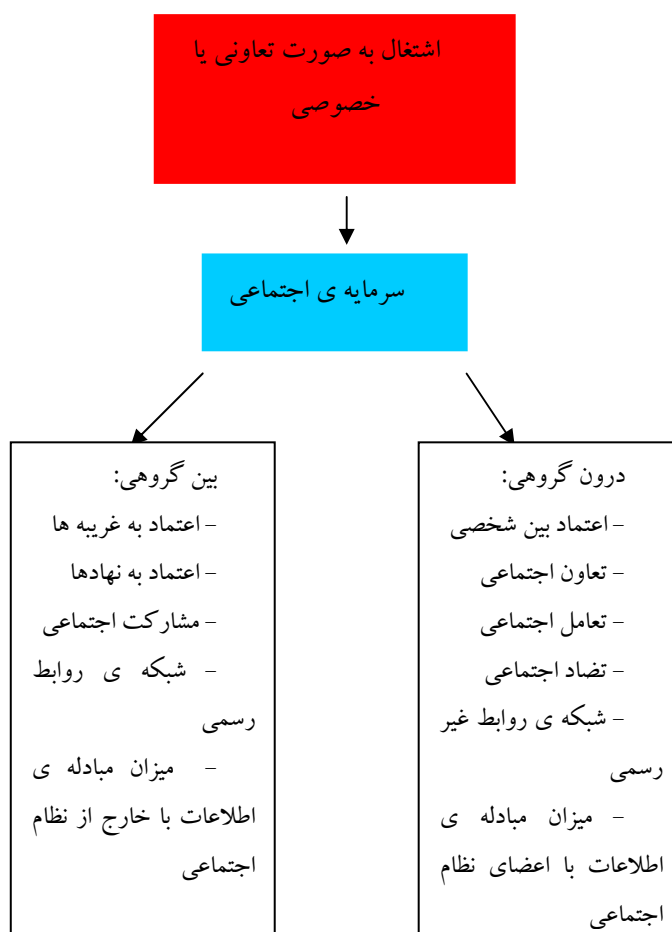 اشتغال به صورت تعاونی یا
خصوصی
سرمایه ی اجتماعی
درون گروهی:
– اعتماد بین شخصی
– تعاون اجتماعی
– تعامل اجتماعی
– تضاد اجتماعی
– شبکه ی روابط غیر
رسمی
– میزان مبادله ی
اطلاعات با اعضای نظام
اجتماعی
بین گروهی:
– اعتماد به غریبه ها
– اعتماد به نهادها
– مشارکت اجتماعی
– شبکه ی روابط
رسمی
– میزان مبادله ی
اطلاعات با خارج از نظام
اجتماعی